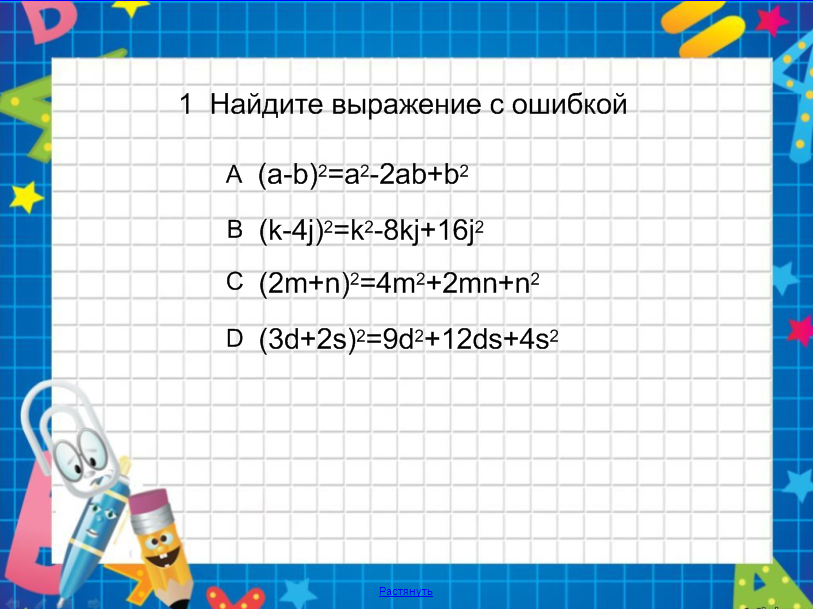 1 Найдите выражение с ошибкой
A (a-b)²=a²-2ab+b²
B (k-4j)²=k²-8kj+16j²
C (2m+n)²=4m²+2mn+n²
D (3d+2s)²=9d²+12ds+4s²
Растянуть